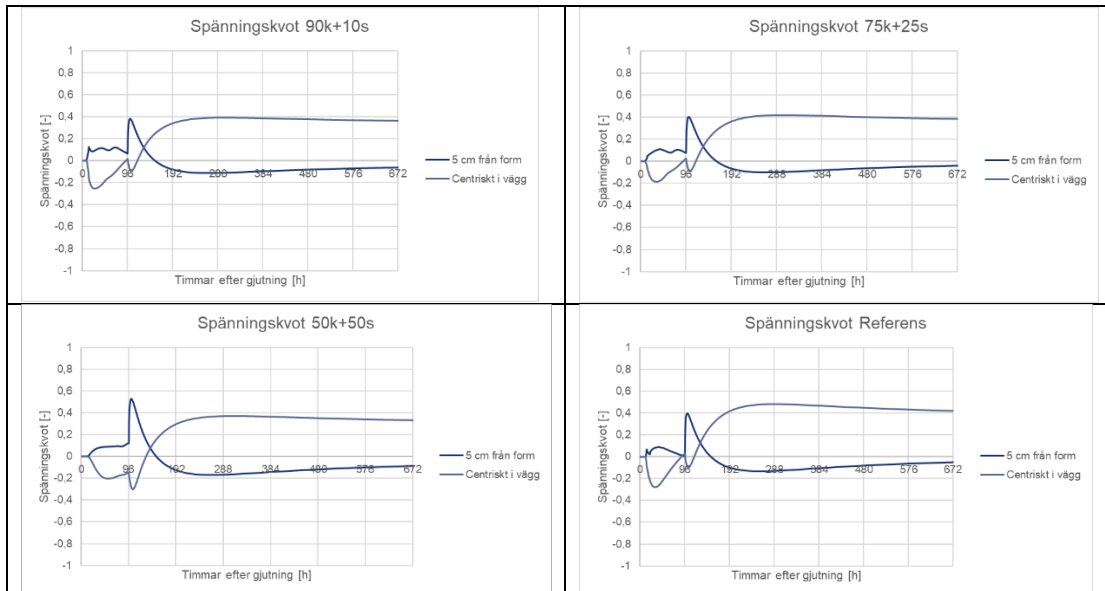 Spänningskvot 90k+10s
1
0,8
0,6
0,4
0,2
0
-0,2
-0,4
-0,6
-0,8
-1
0 96 192 288 384 480 576 672
Spänningskvot [-]
Timmar efter gjutning [h]
5 cm från form
Centriskt i vägg
Spänningskvot 75k+25s
1
0,8
0,6
0,4
0,2
0
-0,2
-0,4
-0,6
-0,8
-1
0 96 192 288 384 480 576 672
Spänningskvot [-]
Timmar efter gjutning [h]
5 cm från form
Centriskt i vägg
Spänningskvot 50k+50s
1
0,8
0,6
0,4
0,2
0
-0,2
-0,4
-0,6
-0,8
-1
0 96 192 288 384 480 576 672
Spänningskvot [-]
Timmar efter gjutning [h]
5 cm från form
Centriskt i vägg
Spänningskvot Referens
1
0,8
0,6
0,4
0,2
0
-0,2
-0,4
-0,6
-0,8
-1
0 96 192 288 384 480 576 672
Spänningskvot [-]
Timmar efter gjutning [h]
5 cm från form
Centriskt i vägg